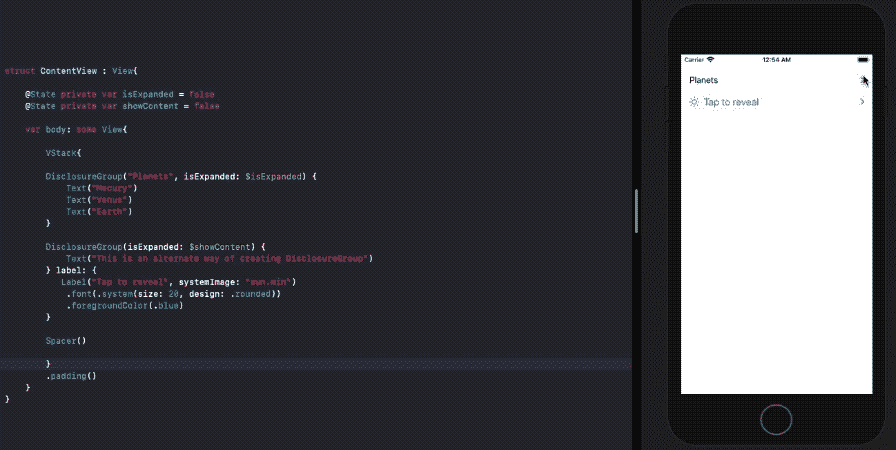 struct ContentView : View{
@State private var isExpanded = false
@State private var showContent = false
var body: some View{
VStack{
DisclosureGroup("Planets", isExpanded: $isExpanded) {
Text("Mecury")
Text("Venus")
Text("Earth")
}
DisclosureGroup(isExpanded: $showContent) {
Text("This is an alternate way of creating DisclosureGroup")
} label: {
Label("Tap to reveal", systemImage: "sun.min")
.font(.system(size: 20, design: .rounded))
.foregroundColor(.blue)
}
Spacer()
}
.padding()
}
}
Carrier 12:54 AM
Planets
Tap to reveal